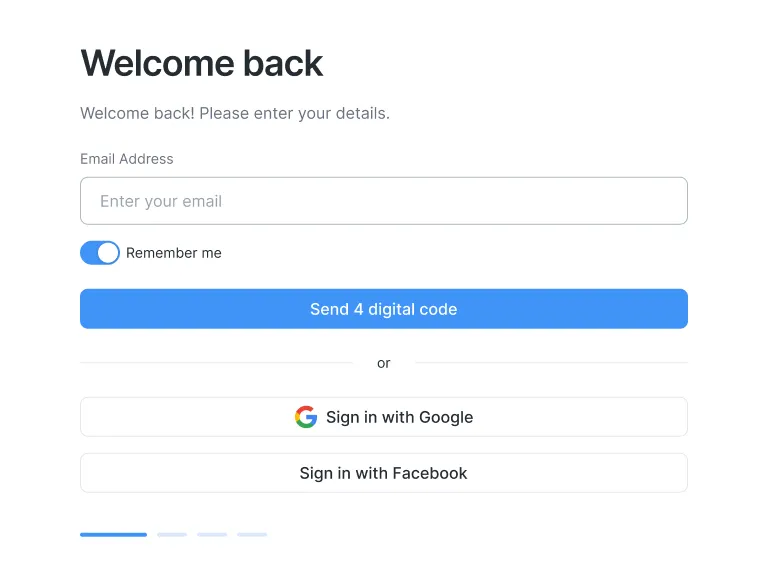 Welcome back
Welcome back! Please enter your details.
Email Address
Enter your email
Remember me
Send 4 digital code
or
Sign in with Google
Sign in with Facebook